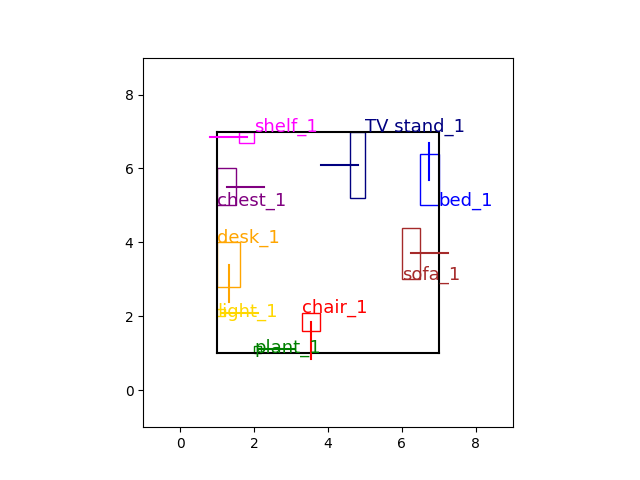 shelf_1
TV stand_1
chest_1
bed_1
desk_1
sofa_1
light_1
chair_1
plant_1
8
6
4
2
0
0
2
4
6
8